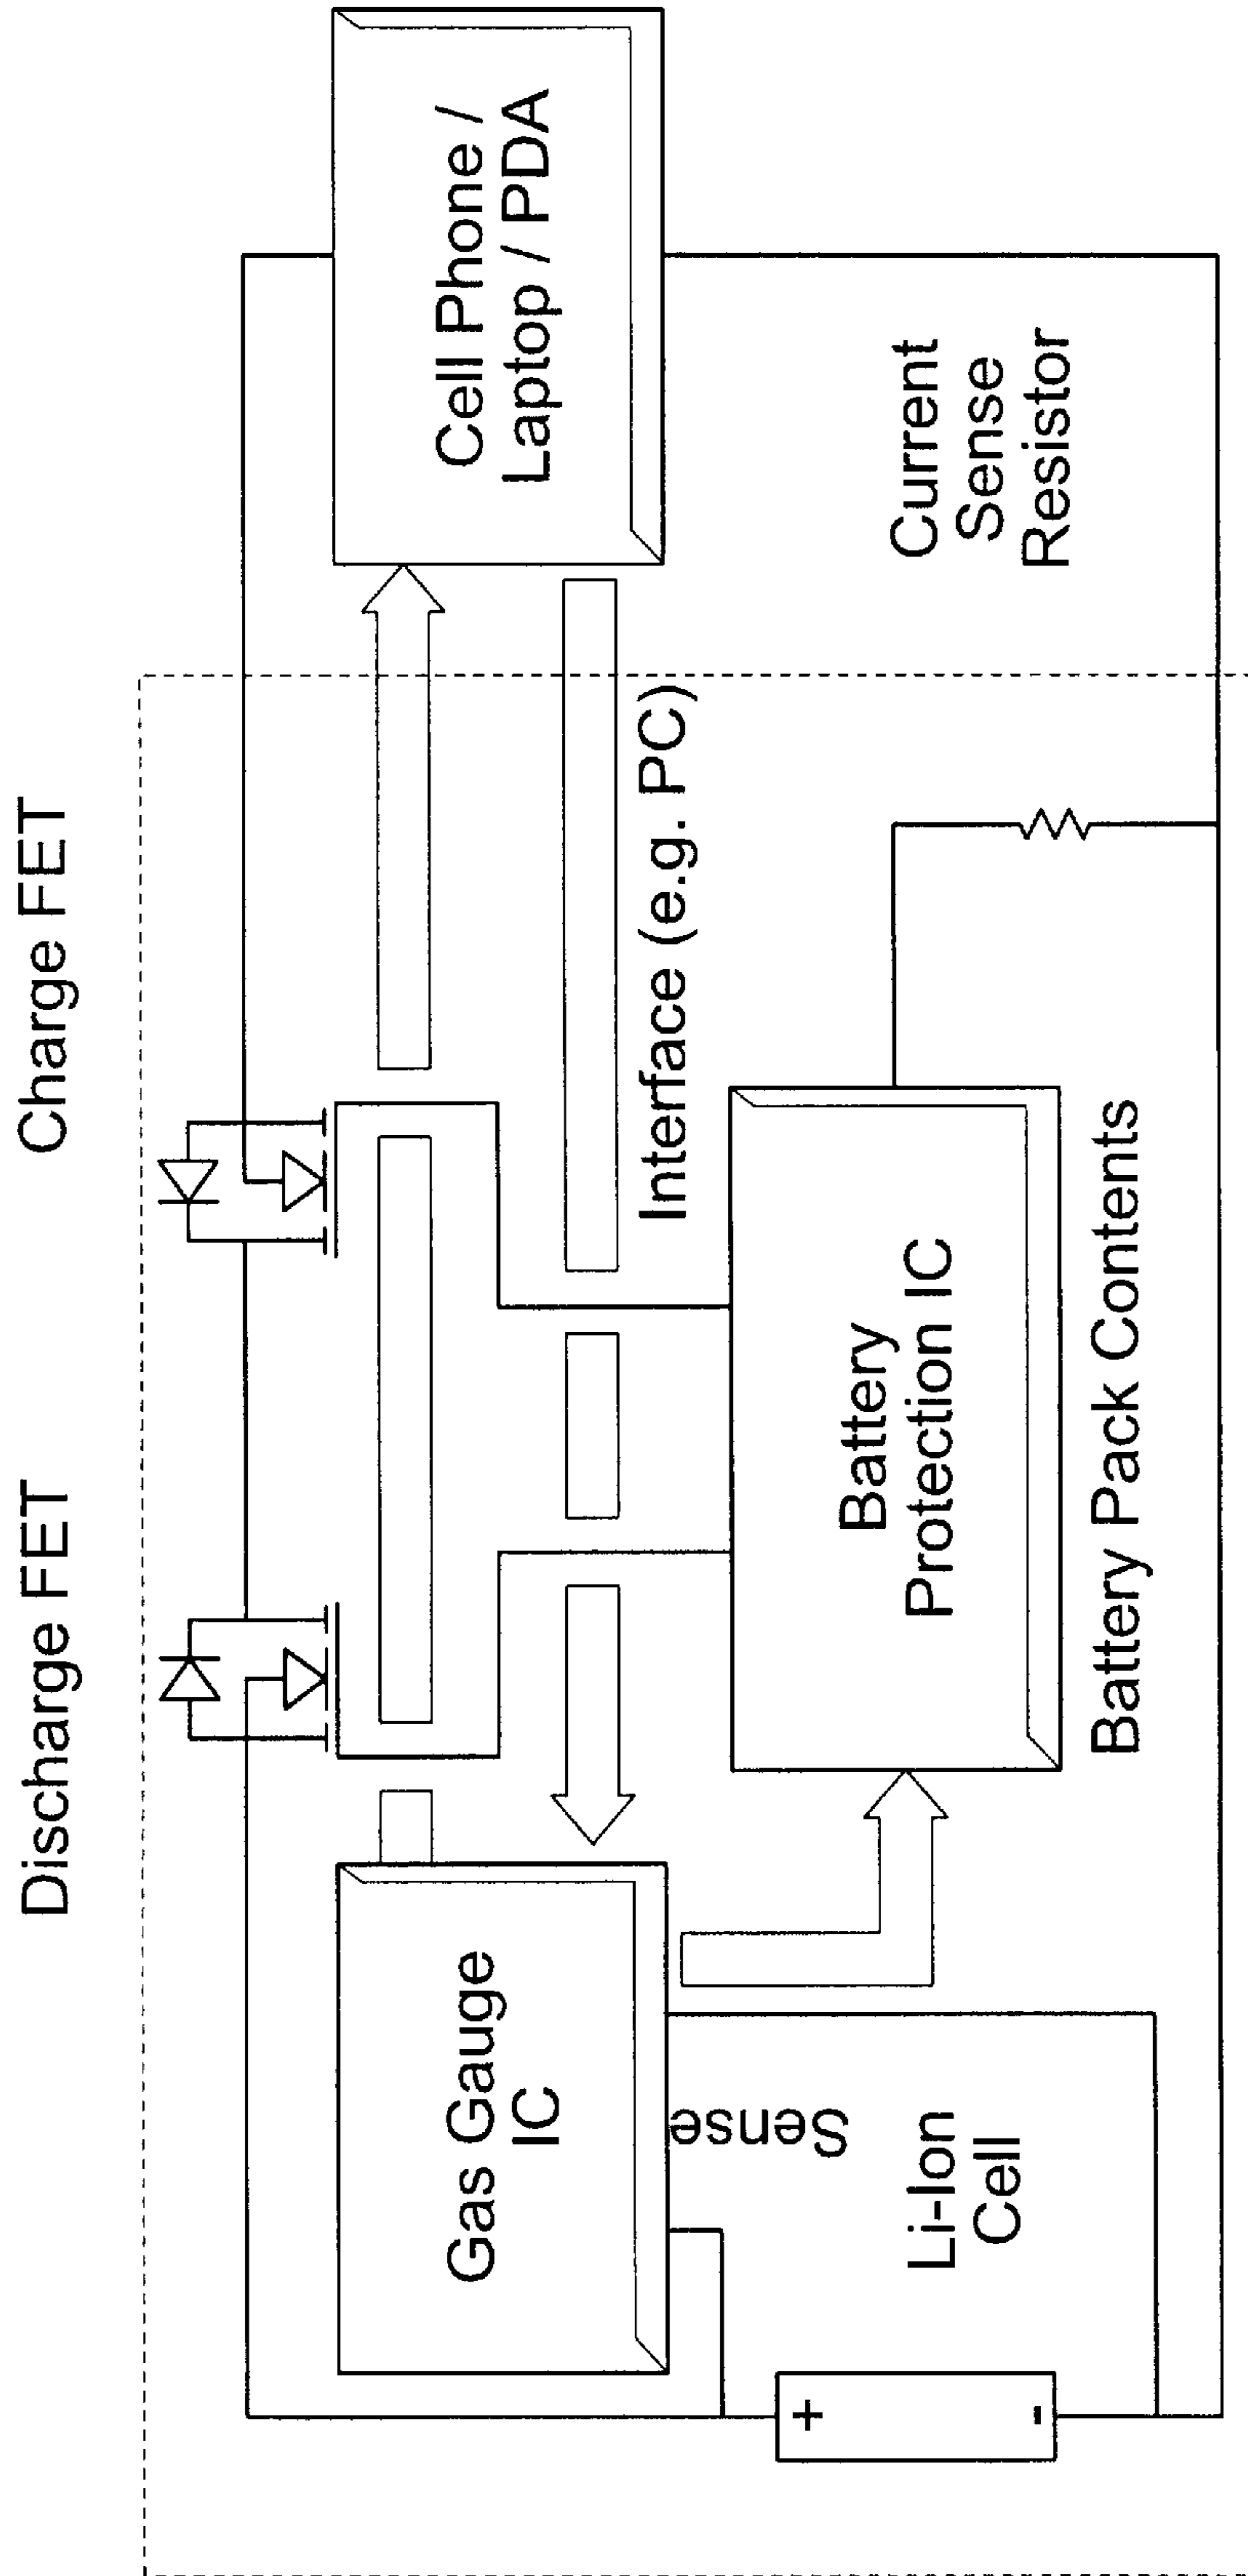 Discharge FET
Charge FET
Gas Gauge
IC
Cell Phone /
Laptop / PDA
Interface (e.g. PC)
Sense
Battery
Protection IC
Li-Ion
Cell
+
-
Current
Sense
Resistor
Battery Pack Contents